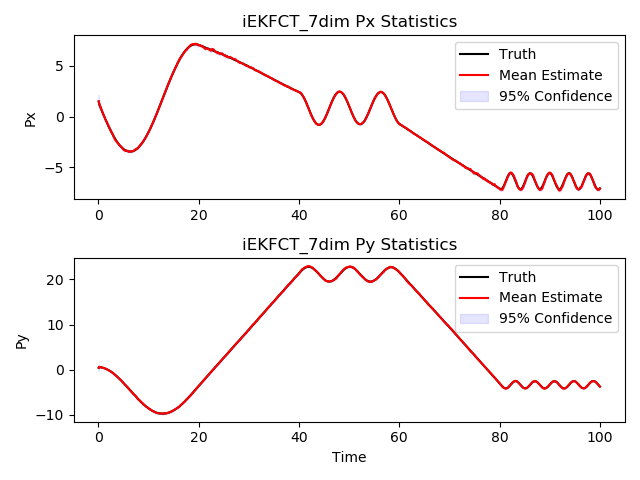 iEKFCT_7dim Px Statistics
Px
5
0
−5
Truth
Mean Estimate
95% Confidence
0 20 40 60 80 100
iEKFCT_7dim Py Statistics
Py
20
10
0
−10
Truth
Mean Estimate
95% Confidence
0 20 40 60 80 100
Time